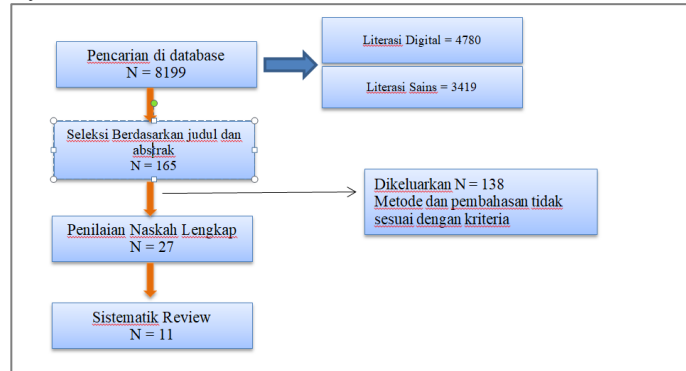 Pencarian di database
N = 8199
Literasi Digital = 4780
Literasi Sains = 3419
Seleksi Berdasarkan judul dan
abstrak
N = 165
Dikeluarkan N = 138
Metode dan pembahasan tidak
sesuai dengan kriteria
Penilaian Naskah Lengkap
N = 27
Sistematik Review
N = 11